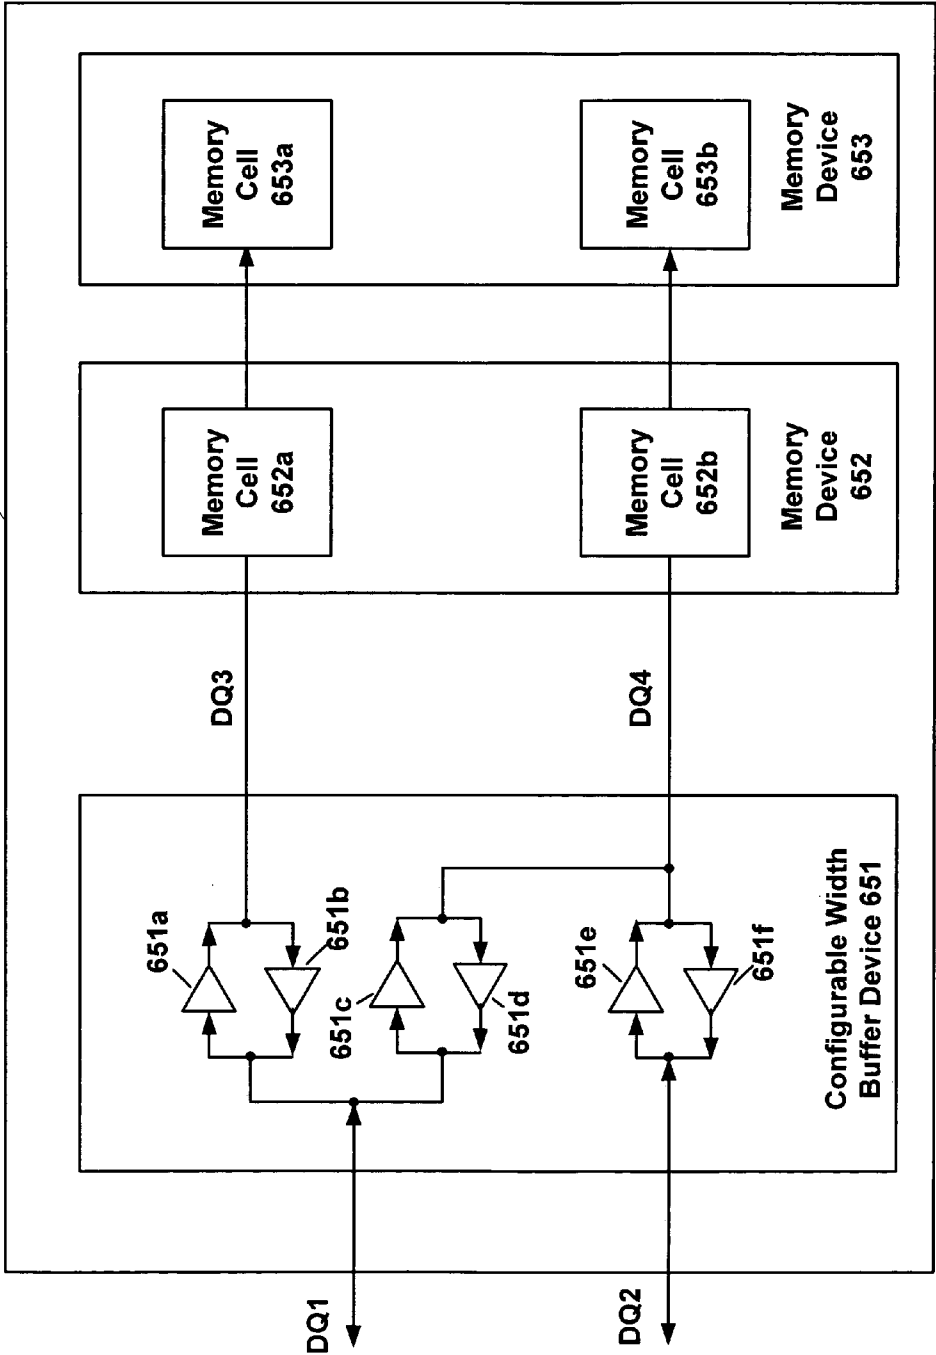 DQ1
DQ2
651a
651b
651c
651d
651e
651f
Configurable Width
Buffer Device 651
DQ3
DQ4
Memory
Cell
652a
Memory
Cell
652b
Memory
Device
652
Memory
Cell
653a
Memory
Cell
653b
Memory
Device
653